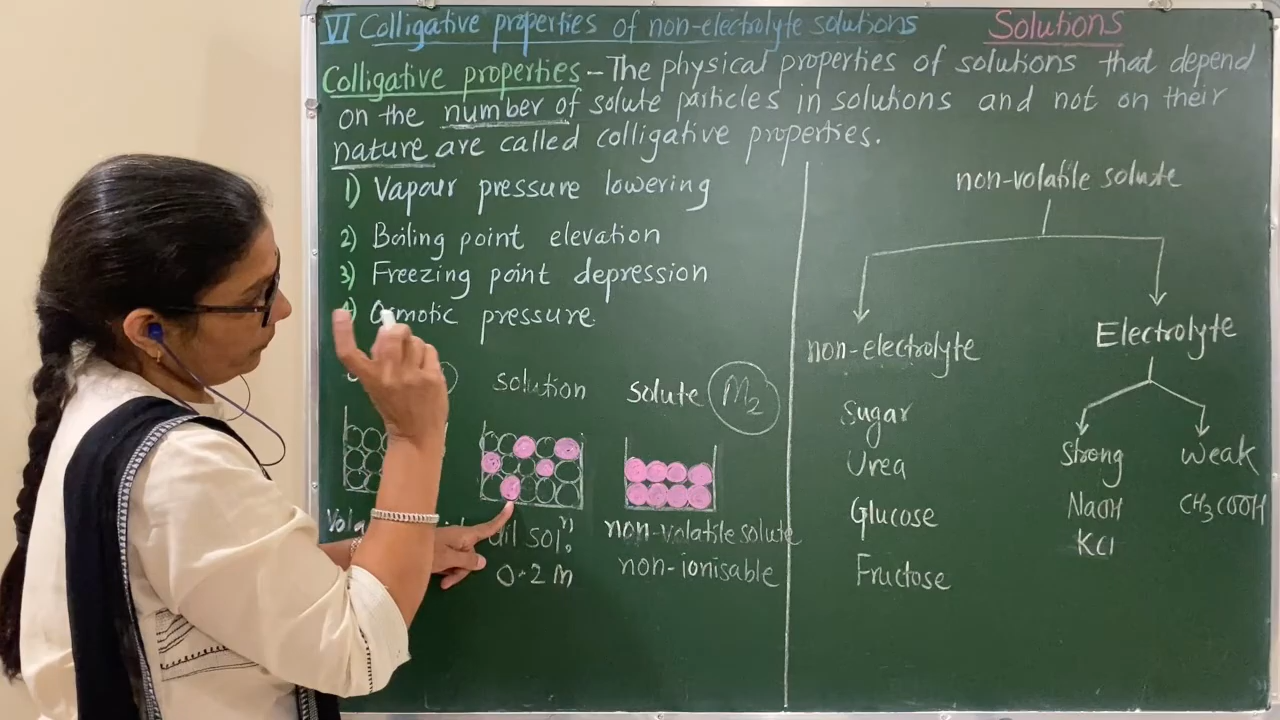 VI Colligative properties of non-electrolyte solutions
Solutions
Colligative properties - The physical properties of solutions that depend
on the number of solute particles in solutions and not on their
nature are called colligative properties.
1) Vapour pressure lowering
2) Boiling point elevation
3) Freezing point depression
4) Osmotic pressure
solution
solute M2
dil solⁿ.
0.2 M
non-volatile solute
non-ionisable
non-volatile solute
non-electrolyte
Sugar
Urea
Glucose
Fructose
Electrolyte
Strong
NaOH
KCl
weak
CH3COOH